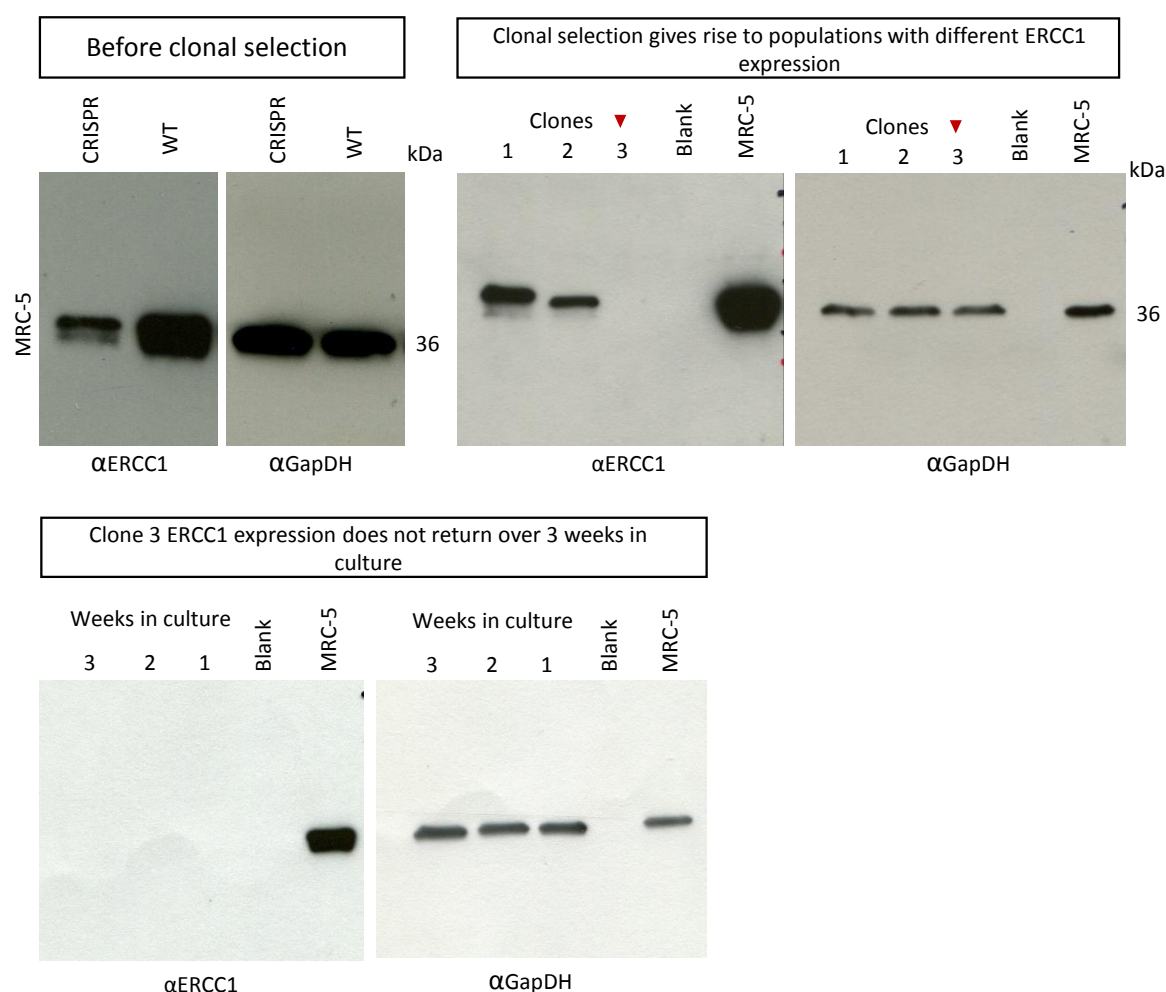 Before clonal selection
Clonal selection gives rise to populations with different ERCC1
expression
CRISPR
WT
CRISPR
WT
kDa
Clones
1 2 3
Blank
MRC-5
Clones
1 2 3
Blank
MRC-5
kDa
MRC-5
36
36
αERCC1
αGapDH
αERCC1
αGapDH
Clone 3 ERCC1 expression does not return over 3 weeks in
culture
Weeks in culture
3 2 1
Blank
MRC-5
Weeks in culture
3 2 1
Blank
MRC-5
αERCC1
αGapDH